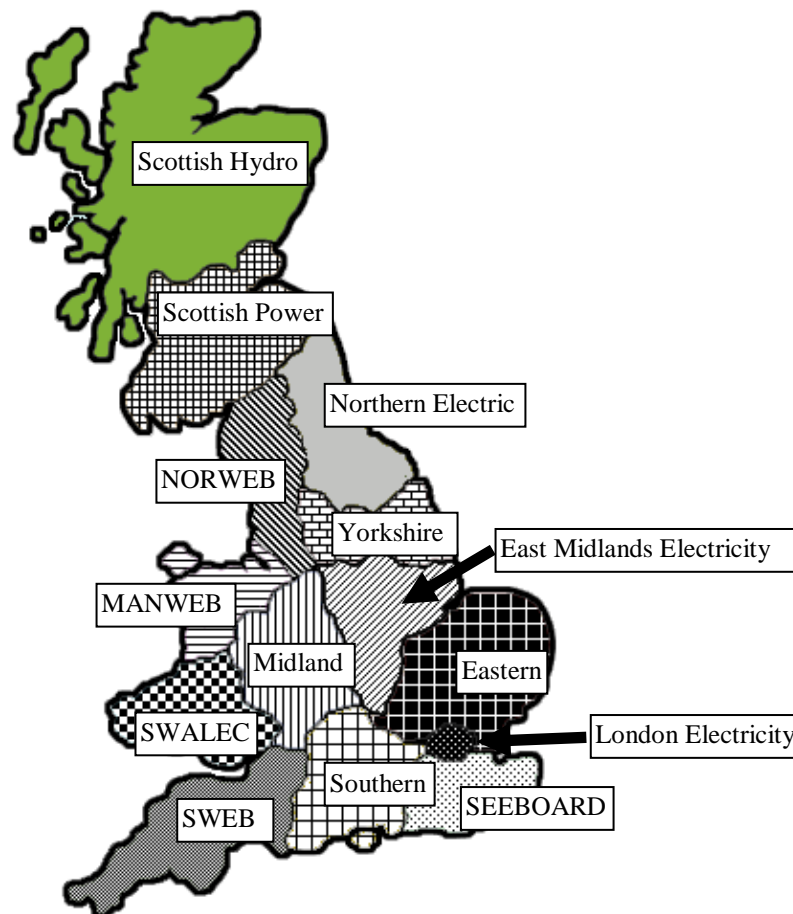 Scottish Hydro
Scottish Power
Northern Electric
NORWEB
Yorkshire
East Midlands Electricity
MANWEB
Midland
Eastern
SWALEC
London Electricity
Southern
SWEB
SEEBOARD